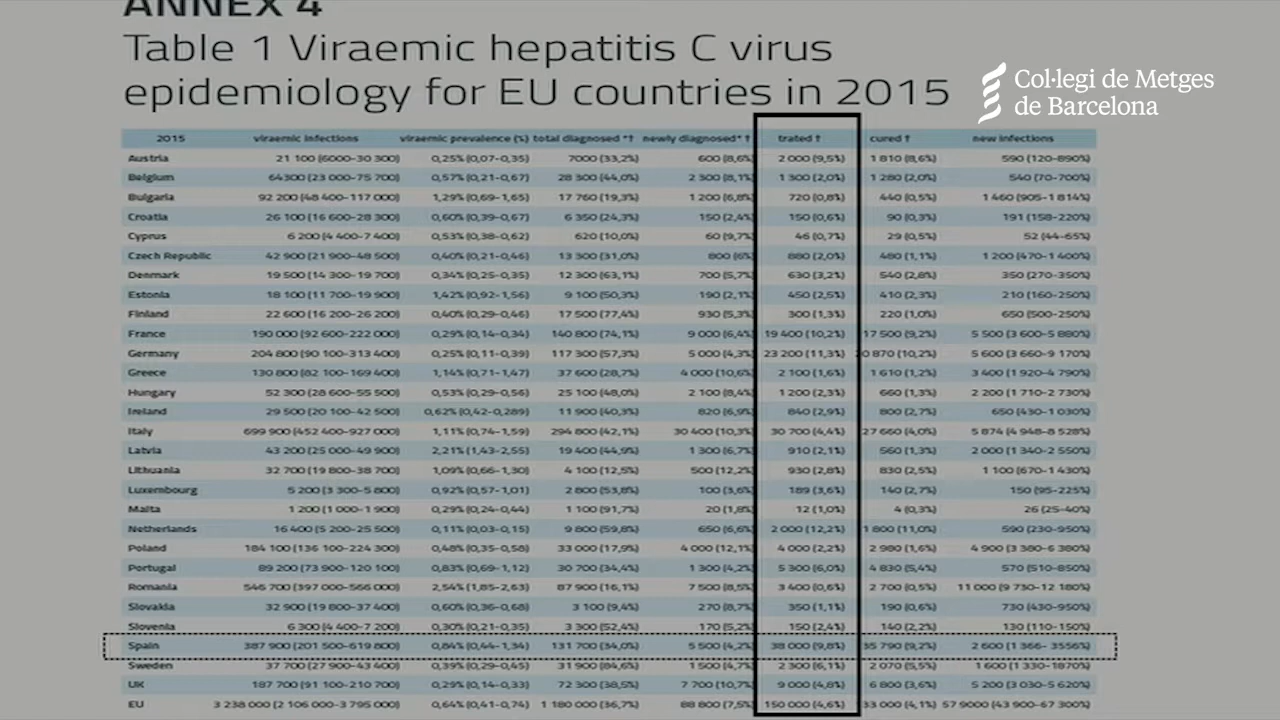 ANNEX 4
Table 1 Viraemic hepatitis C virus
epidemiology for EU countries in 2015
Col·legi de Metges
de Barcelona
2015 viraemic infections viraemic prevalence (%) total diagnosed *† newly diagnosed* † trated † cured † new infections
Austria 21 100 (6000-30 300) 0,25% (0,07-0,35) 7000 (33,2%) 600 (8,6%) 2 000 (9,5%) 1 810 (8,6%) 590 (120-890%)
Belgium 64300 (23 000-75 700) 0,57% (0,21-0,67) 28 300 (44,0%) 2 300 (8,1%) 1 300 (2,0%) 1 280 (2,0%) 540 (70-700%)
Bulgaria 92 200 (48 400-117 000) 1,29% (0,69-1,65) 17 760 (19,3%) 1 200 (6,8%) 720 (0,8%) 440 (0,5%) 1 460 (905-1 814%)
Croatia 26 100 (16 600-28 300) 0,60% (0,39-0,67) 6 350 (24,3%) 150 (2,4%) 150 (0,6%) 90 (0,3%) 191 (158-220%)
Cyprus 6 200 (4 400-7 400) 0,53% (0,38-0,62) 620 (10,0%) 60 (9,7%) 46 (0,7%) 29 (0,5%) 52 (44-65%)
Czech Republic 42 900 (21 900-48 500) 0,40% (0,21-0,46) 13 300 (31,0%) 800 (6%) 880 (2,0%) 480 (1,1%) 1 200 (470-1 400%)
Denmark 19 500 (14 300-19 700) 0,34% (0,25-0,35) 12 300 (63,1%) 700 (5,7%) 630 (3,2%) 540 (2,8%) 350 (270-350%)
Estonia 18 100 (11 700-19 900) 1,42% (0,92-1,56) 9 100 (50,3%) 190 (2,1%) 450 (2,5%) 410 (2,3%) 210 (160-250%)
Finland 22 600 (16 200-26 200) 0,40% (0,29-0,46) 17 500 (77,4%) 930 (5,3%) 300 (1,3%) 220 (1,0%) 650 (500-250%)
France 190 000 (92 600-222 000) 0,29% (0,14-0,34) 140 800 (74,1%) 9 000 (6,4%) 19 400 (10,2%) 17 500 (9,2%) 5 500 (3 600-5 880%)
Germany 204 800 (90 100-313 400) 0,25% (0,11-0,39) 117 300 (57,3%) 5 000 (4,3%) 23 200 (11,3%) 20 870 (10,2%) 5 600 (3 660-9 170%)
Greece 130 800 (82 100-169 400) 1,14% (0,71-1,47) 37 600 (28,7%) 4 000 (10,6%) 2 100 (1,6%) 1 610 (1,2%) 3 400 (1 920-4 790%)
Hungary 52 300 (28 600-55 500) 0,53% (0,29-0,56) 25 100 (48,0%) 2 100 (8,4%) 1 200 (2,3%) 660 (1,3%) 2 200 (1 710-2 730%)
Ireland 29 500 (20 100-42 500) 0,62% (0,42-0,289) 11 900 (40,3%) 820 (6,9%) 840 (2,9%) 800 (2,7%) 650 (430-1 030%)
Italy 699 900 (452 400-927 000) 1,11% (0,74-1,59) 294 800 (42,1%) 30 400 (10,3%) 30 700 (4,4%) 27 660 (4,0%) 5 874 (4 948-8 528%)
Latvia 43 200 (25 000-49 900) 2,21% (1,43-2,55) 19 400 (44,9%) 1 300 (6,7%) 910 (2,1%) 560 (1,3%) 2 000 (1 340-2 550%)
Lithuania 32 700 (19 800-38 700) 1,09% (0,66-1,30) 4 100 (12,5%) 500 (12,2%) 930 (2,8%) 830 (2,5%) 1 100 (670-1 430%)
Luxembourg 5 200 (3 300-5 800) 0,92% (0,57-1,01) 2 800 (53,8%) 100 (3,6%) 189 (3,6%) 140 (2,7%) 150 (95-225%)
Malta 1 200 (1 000-1 900) 0,29% (0,24-0,44) 1 100 (91,7%) 20 (1,8%) 12 (1,0%) 4 (0,3%) 26 (25-40%)
Netherlands 16 400 (5 200-25 500) 0,11% (0,03-0,15) 9 800 (59,8%) 650 (6,6%) 2 000 (12,2%) 1 800 (11,0%) 590 (230-950%)
Poland 184 100 (136 100-224 300) 0,48% (0,35-0,58) 33 000 (17,9%) 4 000 (12,1%) 4 000 (2,2%) 2 980 (1,6%) 4 900 (3 380-6 380%)
Portugal 89 200 (73 900-120 100) 0,83% (0,69-1,12) 30 700 (34,4%) 1 300 (4,2%) 5 300 (6,0%) 4 830 (5,4%) 570 (510-850%)
Romania 546 700 (397 000-566 000) 2,54% (1,85-2,63) 87 900 (16,1%) 7 500 (8,5%) 3 400 (0,6%) 2 700 (0,5%) 11 000 (9 730-12 180%)
Slovakia 32 900 (19 800-37 400) 0,60% (0,36-0,68) 3 100 (9,4%) 270 (8,7%) 350 (1,1%) 190 (0,6%) 730 (430-950%)
Slovenia 6 300 (4 400-7 200) 0,30% (0,21-0,35) 3 300 (52,4%) 170 (5,2%) 150 (2,4%) 140 (2,2%) 130 (110-150%)
Spain 387 900 (201 500-619 800) 0,84% (0,44-1,34) 131 700 (34,0%) 5 500 (4,2%) 38 000 (9,8%) 35 790 (9,2%) 2 600 (1 366- 3556%)
Sweden 37 700 (27 900-43 400) 0,39% (0,29-0,45) 31 900 (84,6%) 1 500 (4,7%) 2 300 (6,1%) 2 070 (5,5%) 1 600 (1 330-1870%)
UK 187 700 (91 100-210 700) 0,29% (0,14-0,33) 72 300 (38,5%) 7 700 (10,7%) 9 000 (4,8%) 6 800 (3,6%) 5 200 (3 030-5 620%)
EU 3 238 000 (2 106 000-3 795 000) 0,64% (0,41-0,74) 1 180 000 (36,7%) 88 800 (7,5%) 150 000 (4,6%) 33 000 (4,1%) 57 9000 (43 900-67 300%)